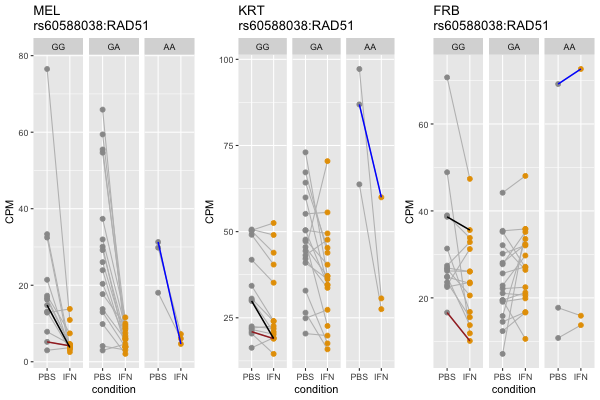 MEL
rs60588038:RAD51
GG GA AA
80
60
40
20
0
CPM
PBS IFN PBS IFN PBS IFN
condition
KRT
rs60588038:RAD51
GG GA AA
100
75
50
25
CPM
PBS IFN PBS IFN PBS IFN
condition
FRB
rs60588038:RAD51
GG GA AA
60
40
20
CPM
PBS IFN PBS IFN PBS IFN
condition